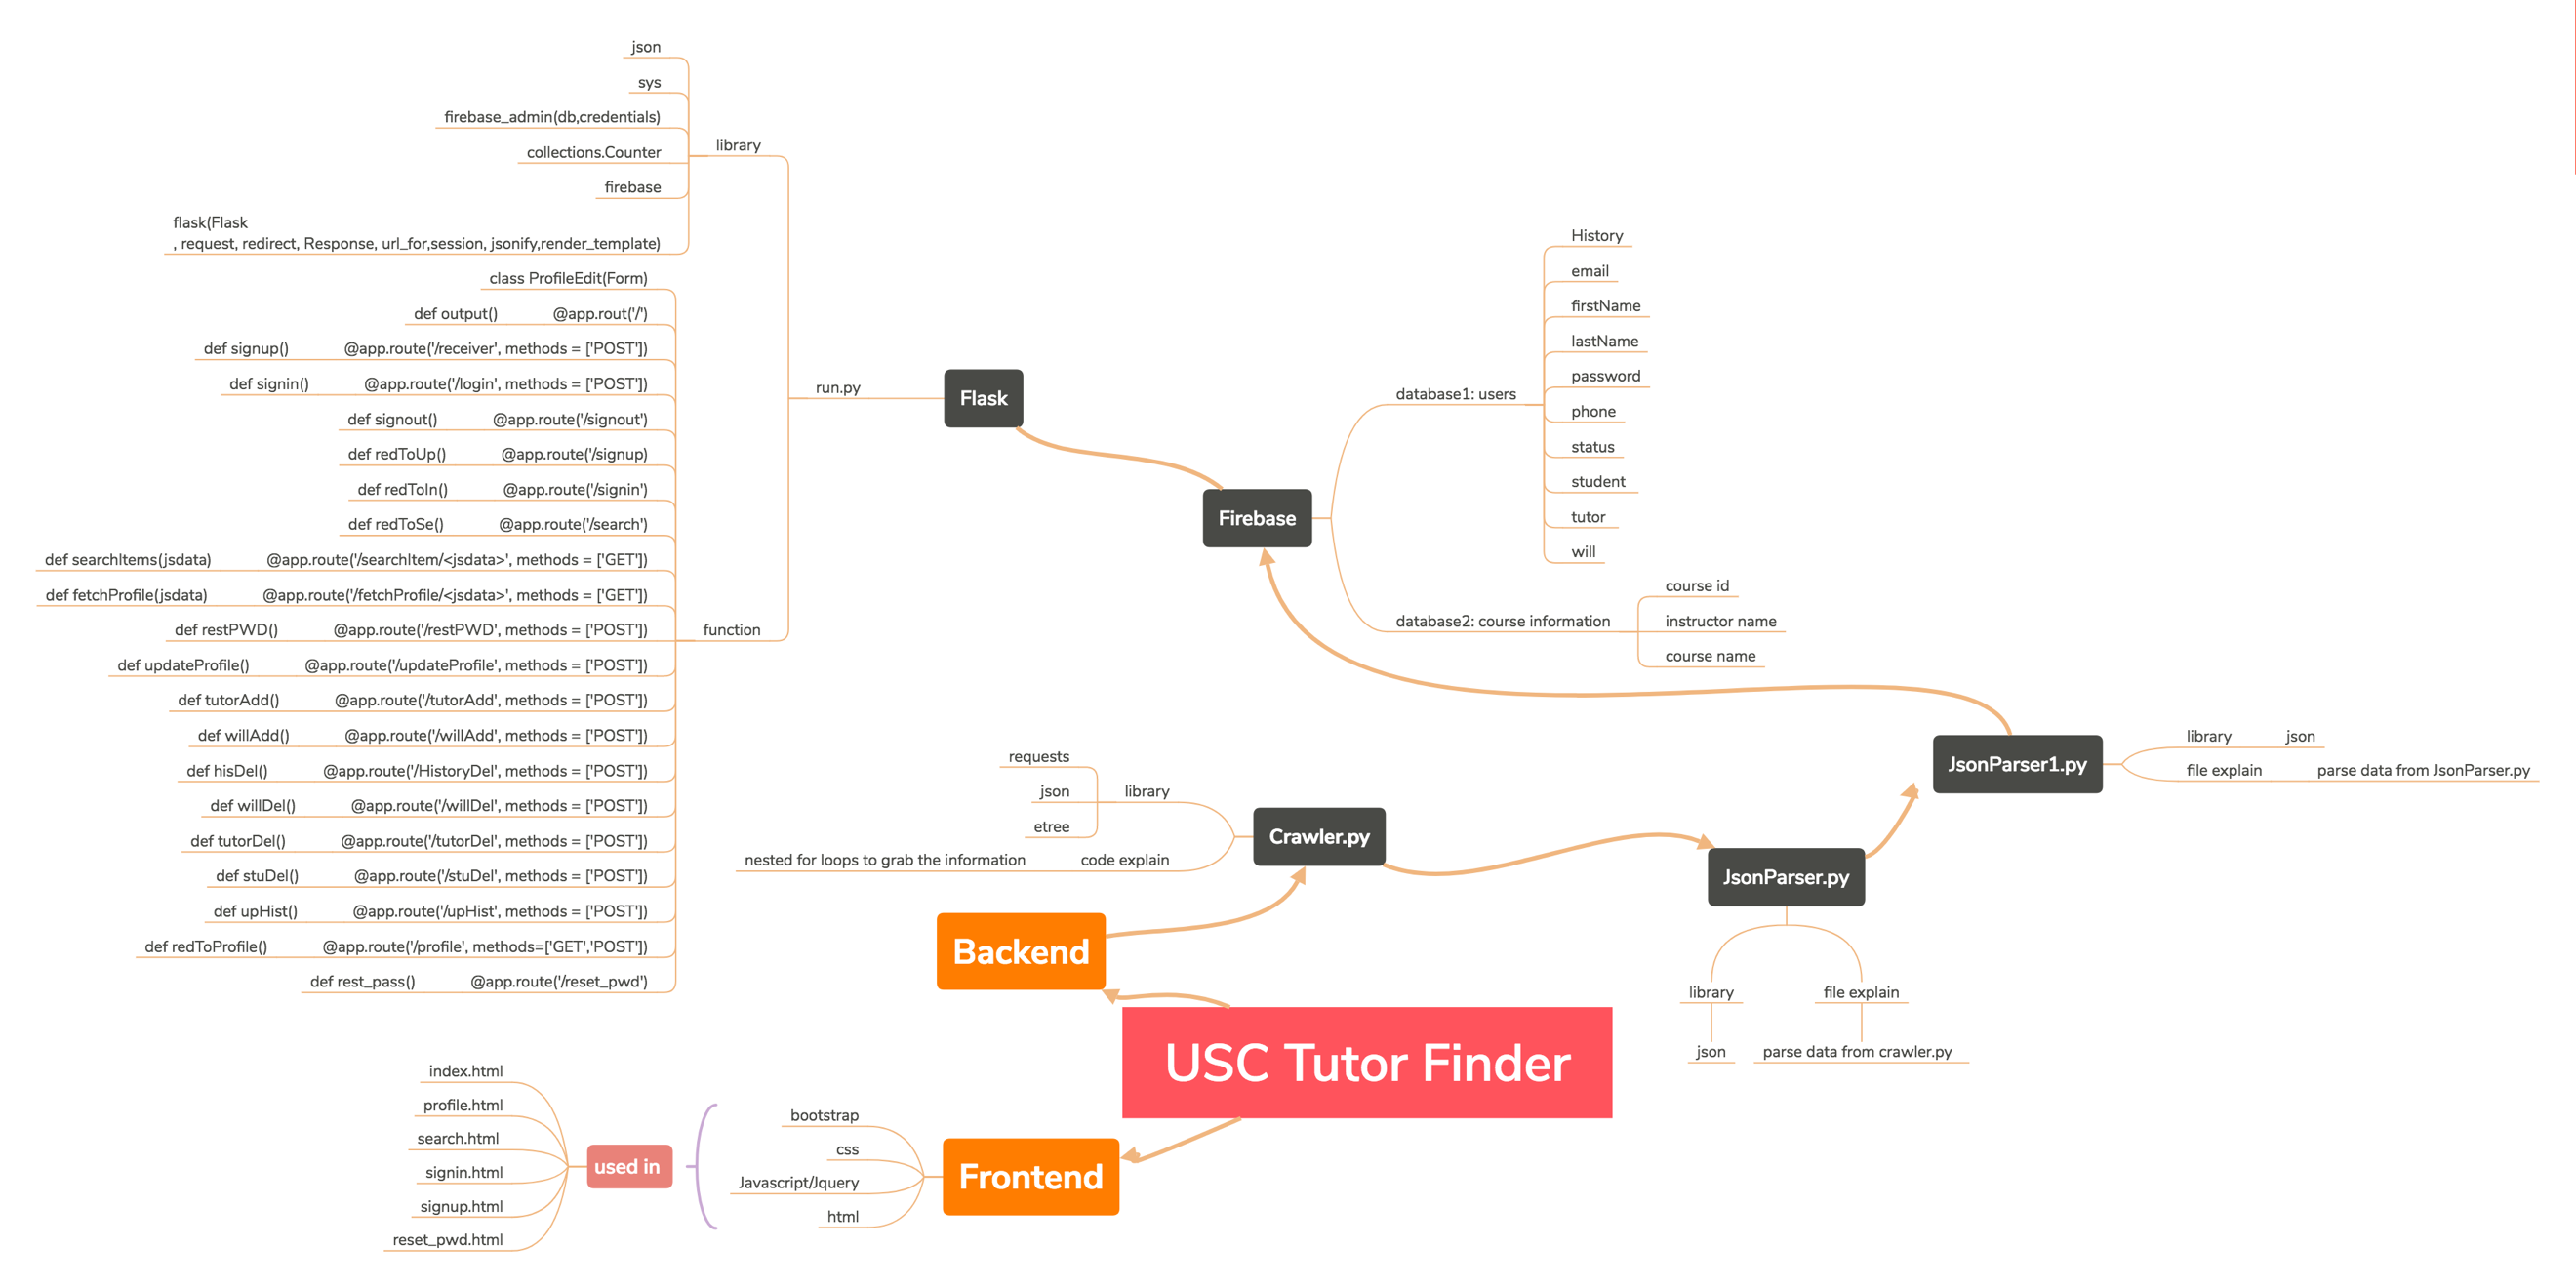 json
sys
firebase_admin(db,credentials)
collections.Counter
firebase
flask(Flask
, request, redirect, Response, url_for,session, jsonify,render_template)
library
class ProfileEdit(Form)
def output() @app.rout('/')
def signup() @app.route('/receiver', methods = ['POST'])
def signin() @app.route('/login', methods = ['POST'])
def signout() @app.route('/signout')
def redToUp() @app.route('/signup)
def redToIn() @app.route('/signin')
def redToSe() @app.route('/search')
def searchItems(jsdata) @app.route('/searchItem/<jsdata>', methods = ['GET'])
def fetchProfile(jsdata) @app.route('/fetchProfile/<jsdata>', methods = ['GET'])
def restPWD() @app.route('/restPWD', methods = ['POST'])
def updateProfile() @app.route('/updateProfile', methods = ['POST'])
def tutorAdd() @app.route('/tutorAdd', methods = ['POST'])
def willAdd() @app.route('/willAdd', methods = ['POST'])
def hisDel() @app.route('/HistoryDel', methods = ['POST'])
def willDel() @app.route('/willDel', methods = ['POST'])
def tutorDel() @app.route('/tutorDel', methods = ['POST'])
def stuDel() @app.route('/stuDel', methods = ['POST'])
def upHist() @app.route('/upHist', methods = ['POST'])
def redToProfile() @app.route('/profile', methods=['GET','POST'])
def rest_pass() @app.route('/reset_pwd')
function
run.py
Flask
Firebase
database1: users
History
email
firstName
lastName
password
phone
status
student
tutor
will
database2: course information
course id
instructor name
course name
JsonParser1.py
library json
file explain parse data from JsonParser.py
requests
json
etree
library
nested for loops to grab the information code explain
Crawler.py
JsonParser.py
library
json
file explain
parse data from crawler.py
Backend
USC Tutor Finder
Frontend
bootstrap
css
Javascript/Jquery
html
used in
index.html
profile.html
search.html
signin.html
signup.html
reset_pwd.html